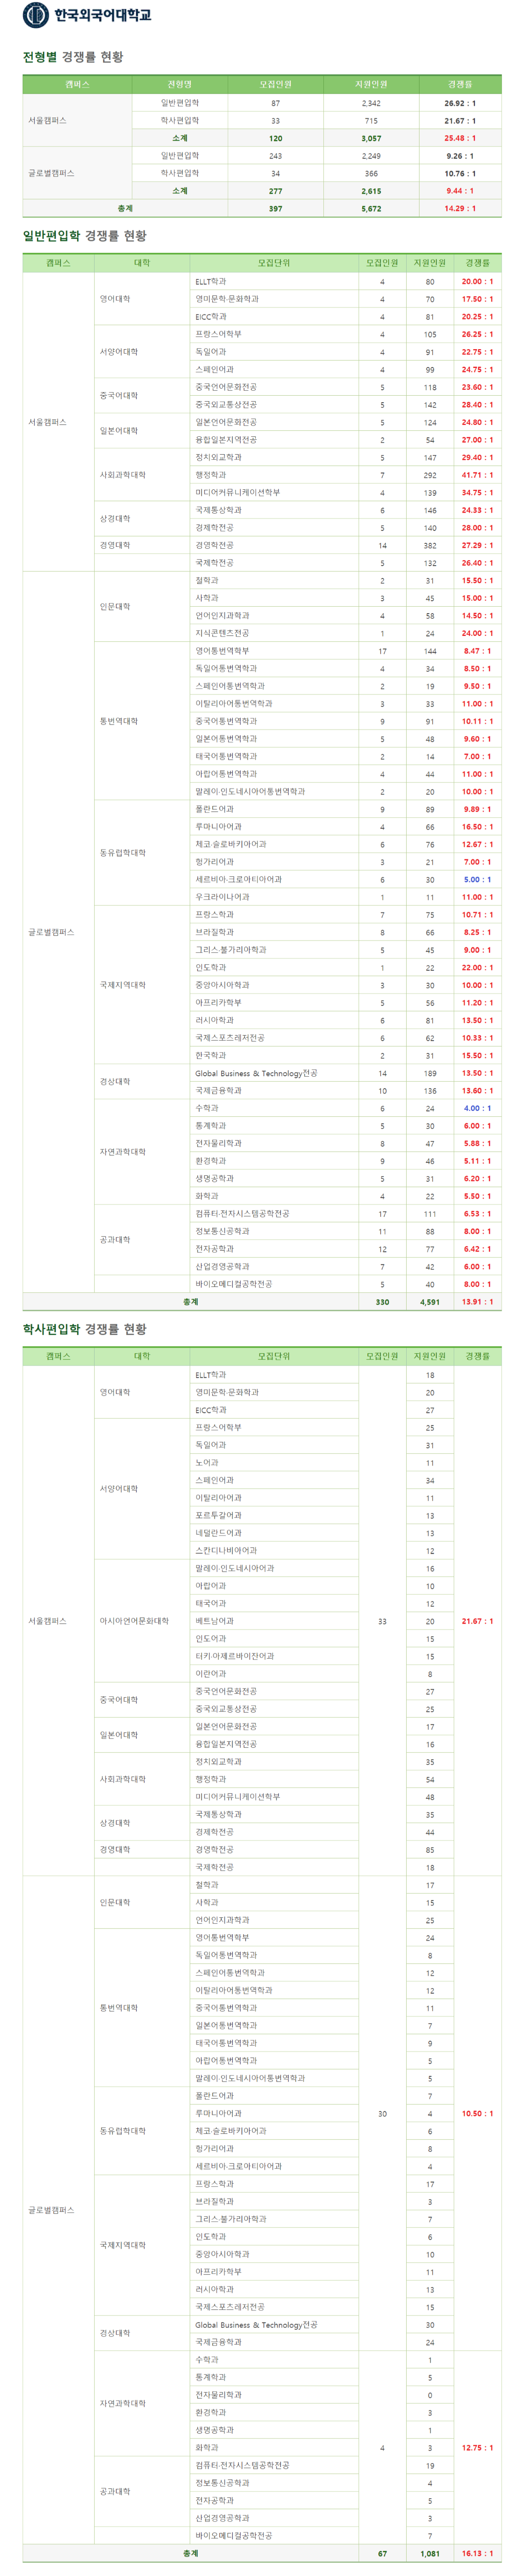 한국외국어대학교
전형별 경쟁률 현황
캠퍼스 전형명 모집인원 지원인원 경쟁률
서울캠퍼스 일반편입학 87 2,342 26.92 : 1
학사편입학 33 715 21.67 : 1
소계 120 3,057 25.48 : 1
글로벌캠퍼스 일반편입학 243 2,249 9.26 : 1
학사편입학 34 366 10.76 : 1
소계 277 2,615 9.44 : 1
총계 397 5,672 14.29 : 1
일반편입학 경쟁률 현황
캠퍼스 대학 모집단위 모집인원 지원인원 경쟁률
서울캠퍼스 영어대학 ELLT학과 4 80 20.00 : 1
영미문학·문화학과 4 70 17.50 : 1
EICC학과 4 81 20.25 : 1
서양어대학 프랑스어학부 4 105 26.25 : 1
독일어과 4 91 22.75 : 1
스페인어과 4 99 24.75 : 1
중국어대학 중국언어문화전공 5 118 23.60 : 1
중국외교통상전공 5 142 28.40 : 1
일본어대학 일본언어문화전공 5 124 24.80 : 1
융합일본지역전공 2 54 27.00 : 1
사회과학대학 정치외교학과 5 147 29.40 : 1
행정학과 7 292 41.71 : 1
미디어커뮤니케이션학부 4 139 34.75 : 1
상경대학 국제통상학과 6 146 24.33 : 1
경제학전공 5 140 28.00 : 1
경영대학 경영학전공 14 382 27.29 : 1
국제학전공 5 132 26.40 : 1
글로벌캠퍼스 인문대학 철학과 2 31 15.50 : 1
사학과 3 45 15.00 : 1
언어인지과학과 4 58 14.50 : 1
지식콘텐츠전공 1 24 24.00 : 1
통번역대학 영어통번역학부 17 144 8.47 : 1
독일어통번역학과 4 34 8.50 : 1
스페인어통번역학과 2 19 9.50 : 1
이탈리아어통번역학과 3 33 11.00 : 1
중국어통번역학과 9 91 10.11 : 1
일본어통번역학과 5 48 9.60 : 1
태국어통번역학과 2 14 7.00 : 1
아랍어통번역학과 4 44 11.00 : 1
말레이·인도네시아어통번역학과 2 20 10.00 : 1
동유럽학대학 폴란드어과 9 89 9.89 : 1
루마니아어과 4 66 16.50 : 1
체코·슬로바키아어과 6 76 12.67 : 1
헝가리어과 3 21 7.00 : 1
세르비아·크로아티아어과 6 30 5.00 : 1
우크라이나어과 1 11 11.00 : 1
국제지역대학 프랑스학과 7 75 10.71 : 1
브라질학과 8 66 8.25 : 1
그리스·불가리아학과 5 45 9.00 : 1
인도학과 1 22 22.00 : 1
중앙아시아학과 3 30 10.00 : 1
아프리카학부 5 56 11.20 : 1
러시아학과 6 81 13.50 : 1
국제스포츠레저전공 6 62 10.33 : 1
한국학과 2 31 15.50 : 1
경상대학 Global Business & Technology전공 14 189 13.50 : 1
국제금융학과 10 136 13.60 : 1
자연과학대학 수학과 6 24 4.00 : 1
통계학과 5 30 6.00 : 1
전자물리학과 8 47 5.88 : 1
환경학과 9 46 5.11 : 1
생명공학과 5 31 6.20 : 1
화학과 4 22 5.50 : 1
공과대학 컴퓨터·전자시스템공학전공 17 111 6.53 : 1
정보통신공학과 11 88 8.00 : 1
전자공학과 12 77 6.42 : 1
산업경영공학과 7 42 6.00 : 1
바이오메디컬공학전공 5 40 8.00 : 1
총계 330 4,591 13.91 : 1
학사편입학 경쟁률 현황
캠퍼스 대학 모집단위 모집인원 지원인원 경쟁률
서울캠퍼스 영어대학 ELLT학과 33 18 21.67 : 1
영미문학·문화학과 20
EICC학과 27
서양어대학 프랑스어학부 25
독일어과 31
노어과 11
스페인어과 34
이탈리아어과 11
포르투갈어과 13
네덜란드어과 13
스칸디나비아어과 12
아시아언어문화대학 말레이·인도네시아어과 16
아랍어과 10
태국어과 12
베트남어과 20
인도어과 15
터키·아제르바이잔어과 15
이란어과 8
중국어대학 중국언어문화전공 27
중국외교통상전공 25
일본어대학 일본언어문화전공 17
융합일본지역전공 16
사회과학대학 정치외교학과 35
행정학과 54
미디어커뮤니케이션학부 48
상경대학 국제통상학과 35
경제학전공 44
경영대학 경영학전공 85
국제학전공 18
글로벌캠퍼스 인문대학 철학과 30 17 10.50 : 1
사학과 15
언어인지과학과 25
통번역대학 영어통번역학부 24
독일어통번역학과 8
스페인어통번역학과 12
이탈리아어통번역학과 12
중국어통번역학과 11
일본어통번역학과 7
태국어통번역학과 9
아랍어통번역학과 5
말레이·인도네시아어통번역학과 5
동유럽학대학 폴란드어과 7
루마니아어과 4
체코·슬로바키아어과 6
헝가리어과 8
세르비아·크로아티아어과 4
국제지역대학 프랑스학과 17
브라질학과 3
그리스·불가리아학과 7
인도학과 6
중앙아시아학과 10
아프리카학부 11
러시아학과 13
국제스포츠레저전공 15
경상대학 Global Business & Technology전공 30
국제금융학과 24
자연과학대학 수학과 4 1 12.75 : 1
통계학과 5
전자물리학과 0
환경학과 3
생명공학과 1
화학과 3
공과대학 컴퓨터·전자시스템공학전공 19
정보통신공학과 4
전자공학과 5
산업경영공학과 3
바이오메디컬공학전공 7
총계 67 1,081 16.13 : 1